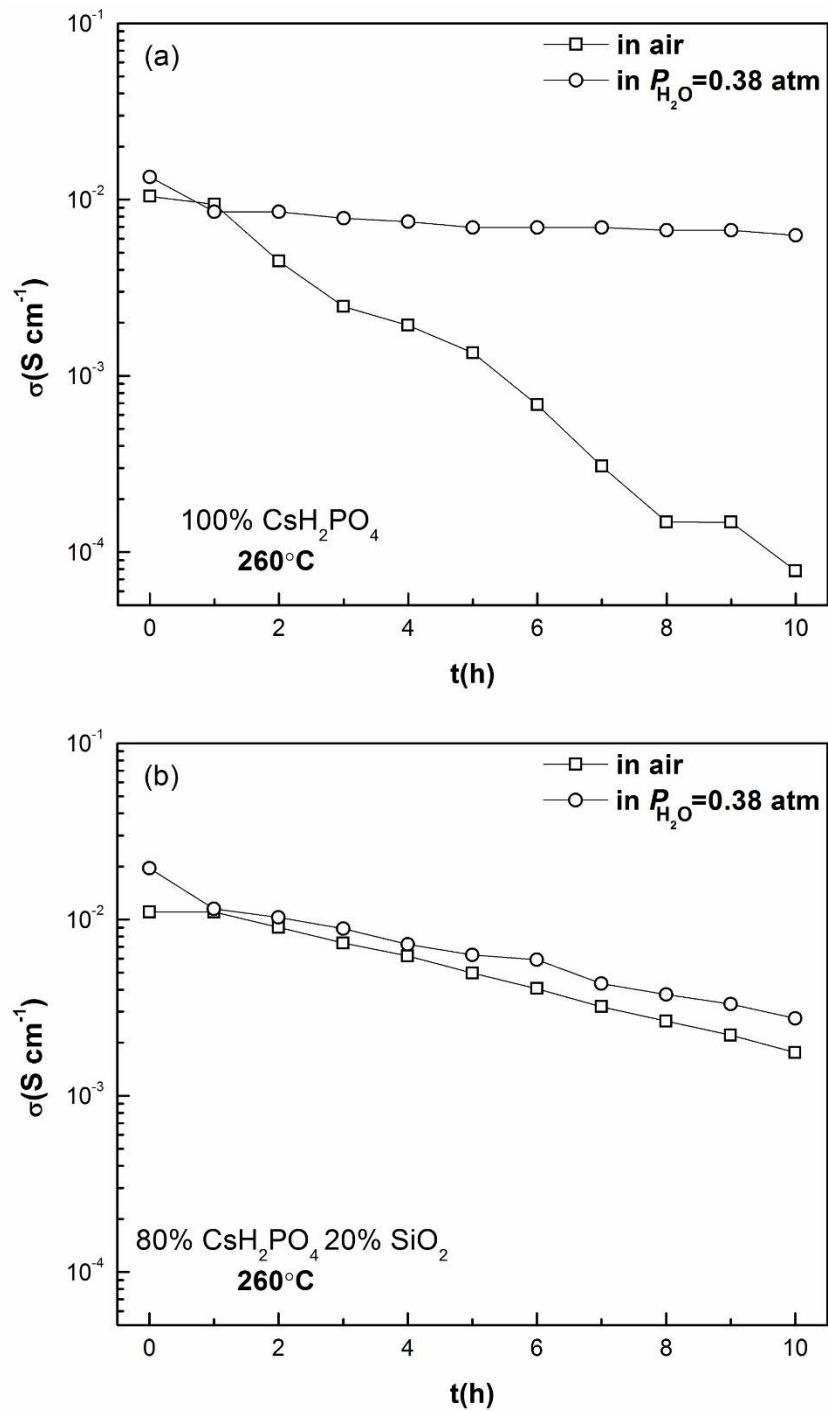 (a)
in air
in P_H₂O=0.38 atm
10⁻¹
10⁻²
10⁻³
10⁻⁴
σ(S cm⁻¹)
100% CsH₂PO₄
260°C
0 2 4 6 8 10
t(h)
(b)
in air
in P_H₂O=0.38 atm
10⁻¹
10⁻²
10⁻³
10⁻⁴
σ(S cm⁻¹)
80% CsH₂PO₄ 20% SiO₂
260°C
0 2 4 6 8 10
t(h)